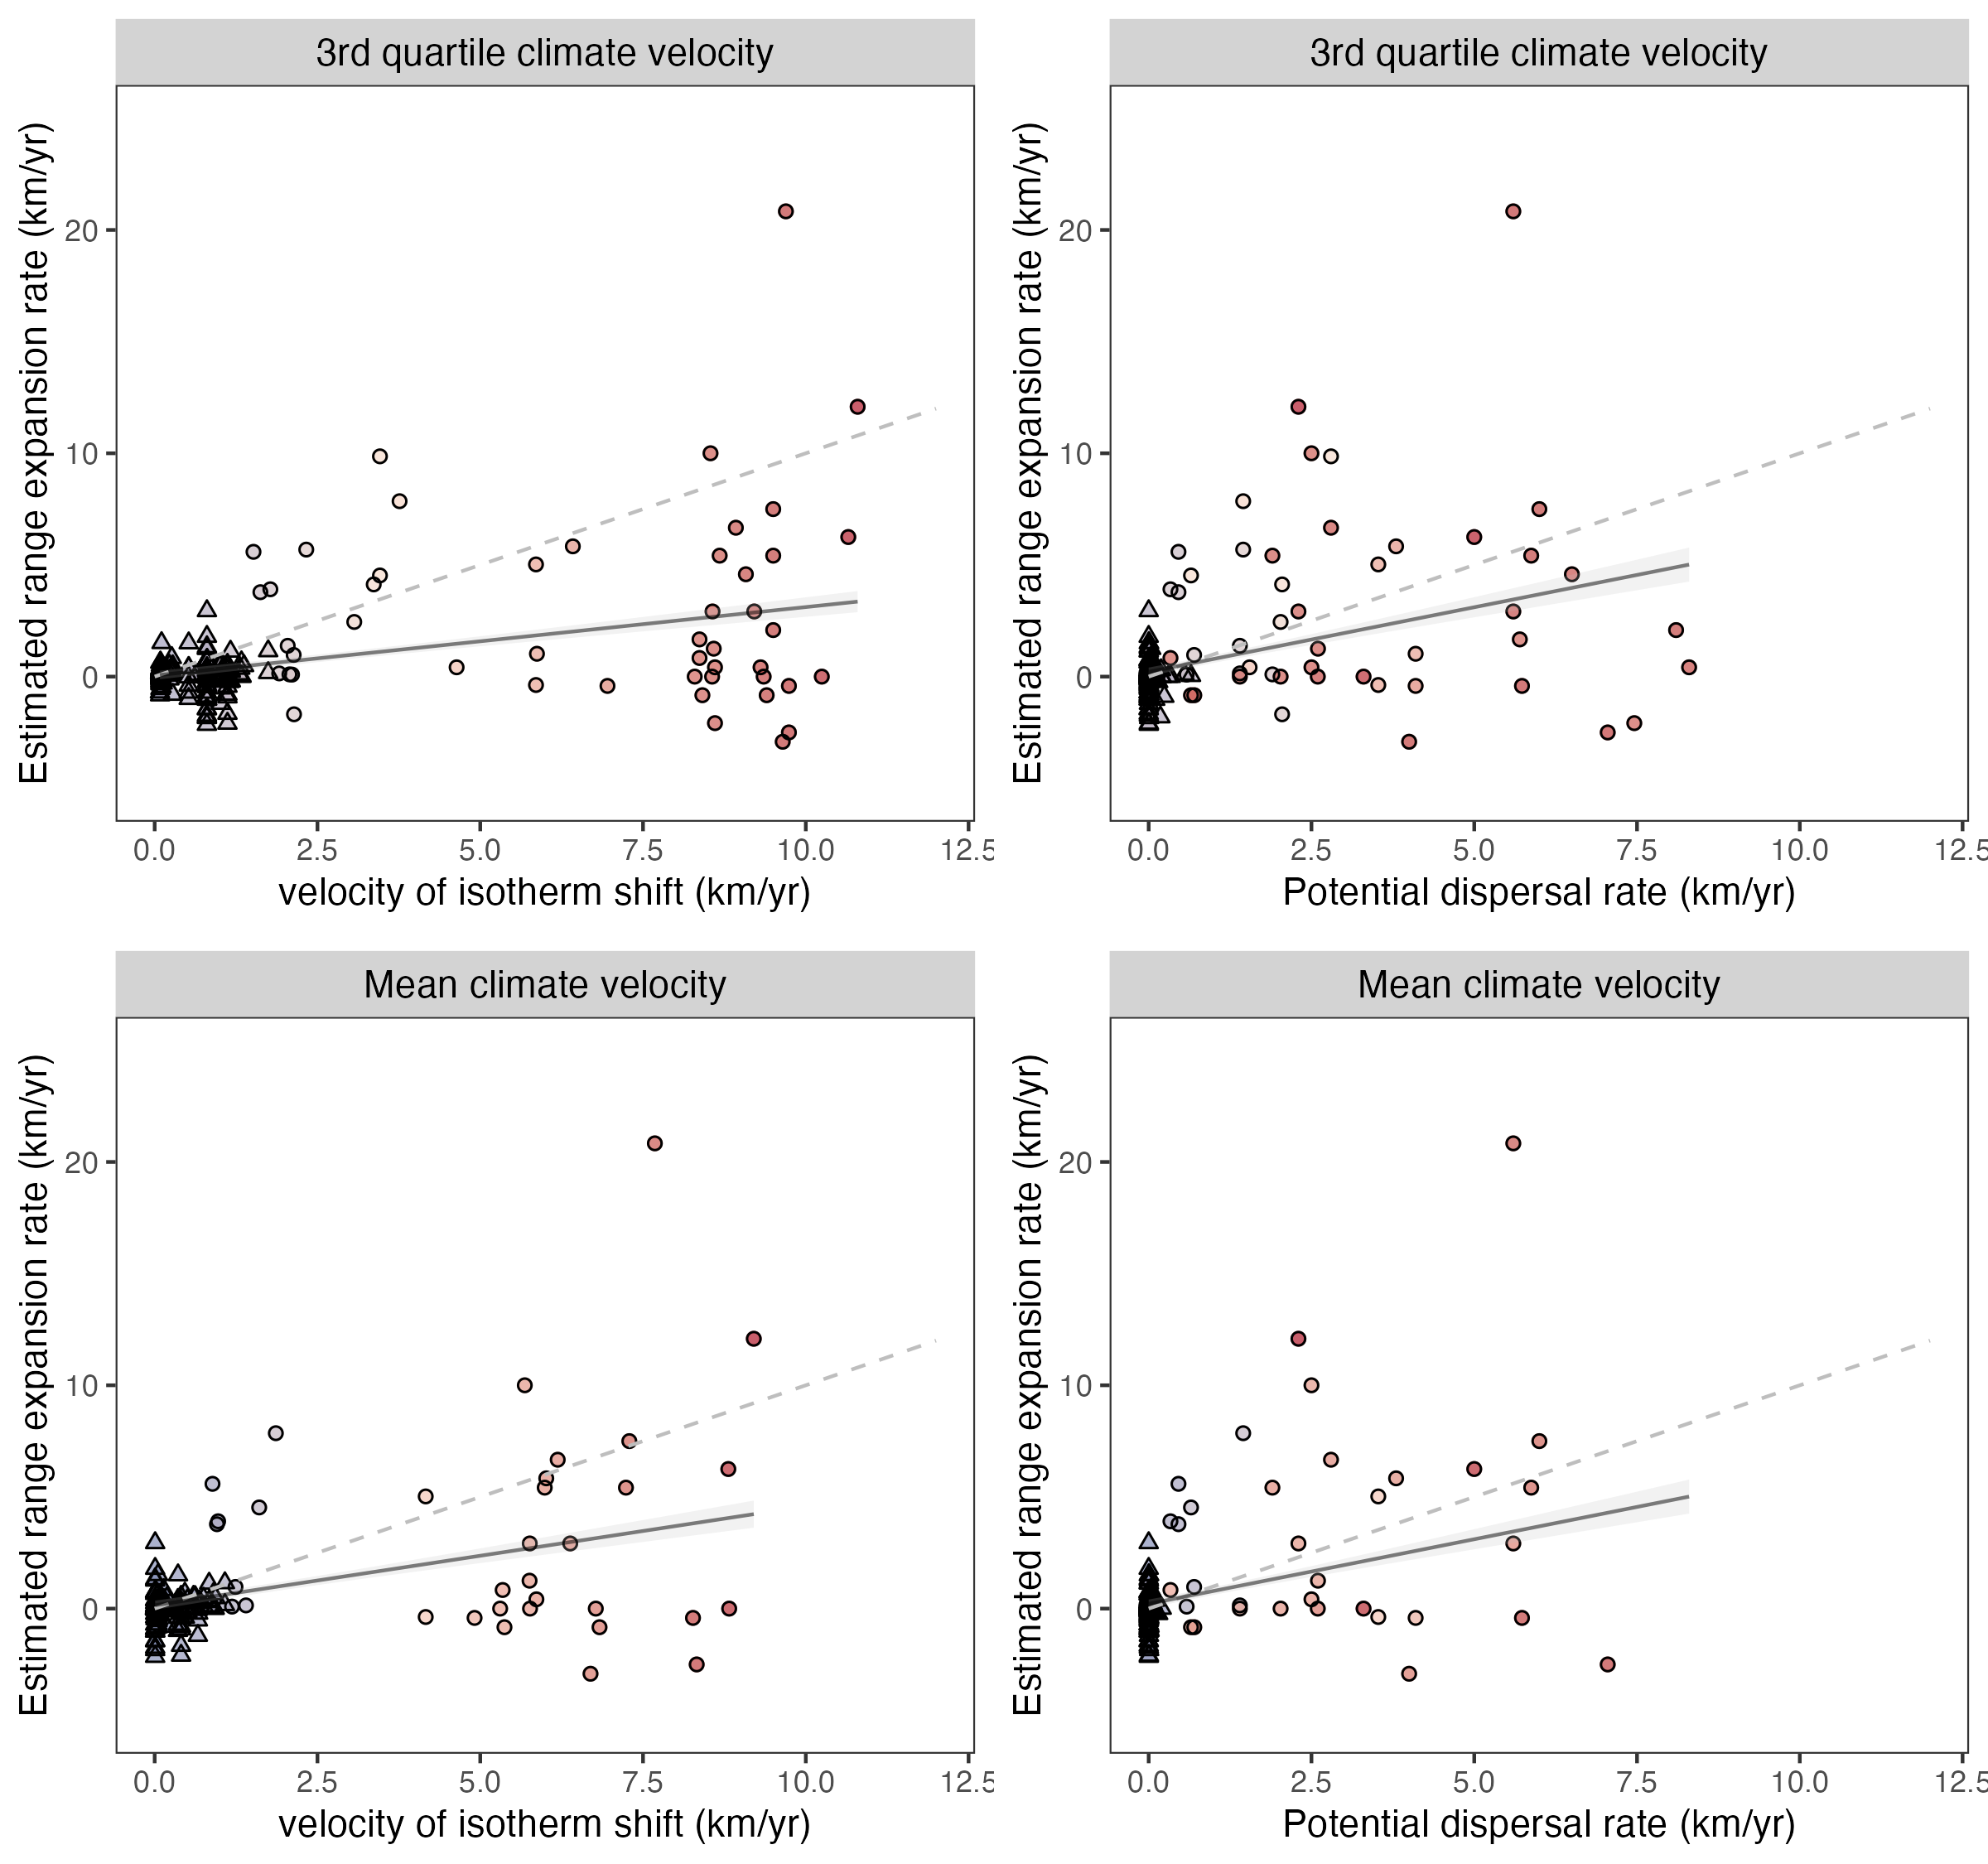 3rd quartile climate velocity
Estimated range expansion rate (km/yr)
20
10
0
0.0 2.5 5.0 7.5 10.0 12.5
velocity of isotherm shift (km/yr)
3rd quartile climate velocity
Estimated range expansion rate (km/yr)
20
10
0
0.0 2.5 5.0 7.5 10.0 12.5
Potential dispersal rate (km/yr)
Mean climate velocity
Estimated range expansion rate (km/yr)
20
10
0
0.0 2.5 5.0 7.5 10.0 12.5
velocity of isotherm shift (km/yr)
Mean climate velocity
Estimated range expansion rate (km/yr)
20
10
0
0.0 2.5 5.0 7.5 10.0 12.5
Potential dispersal rate (km/yr)